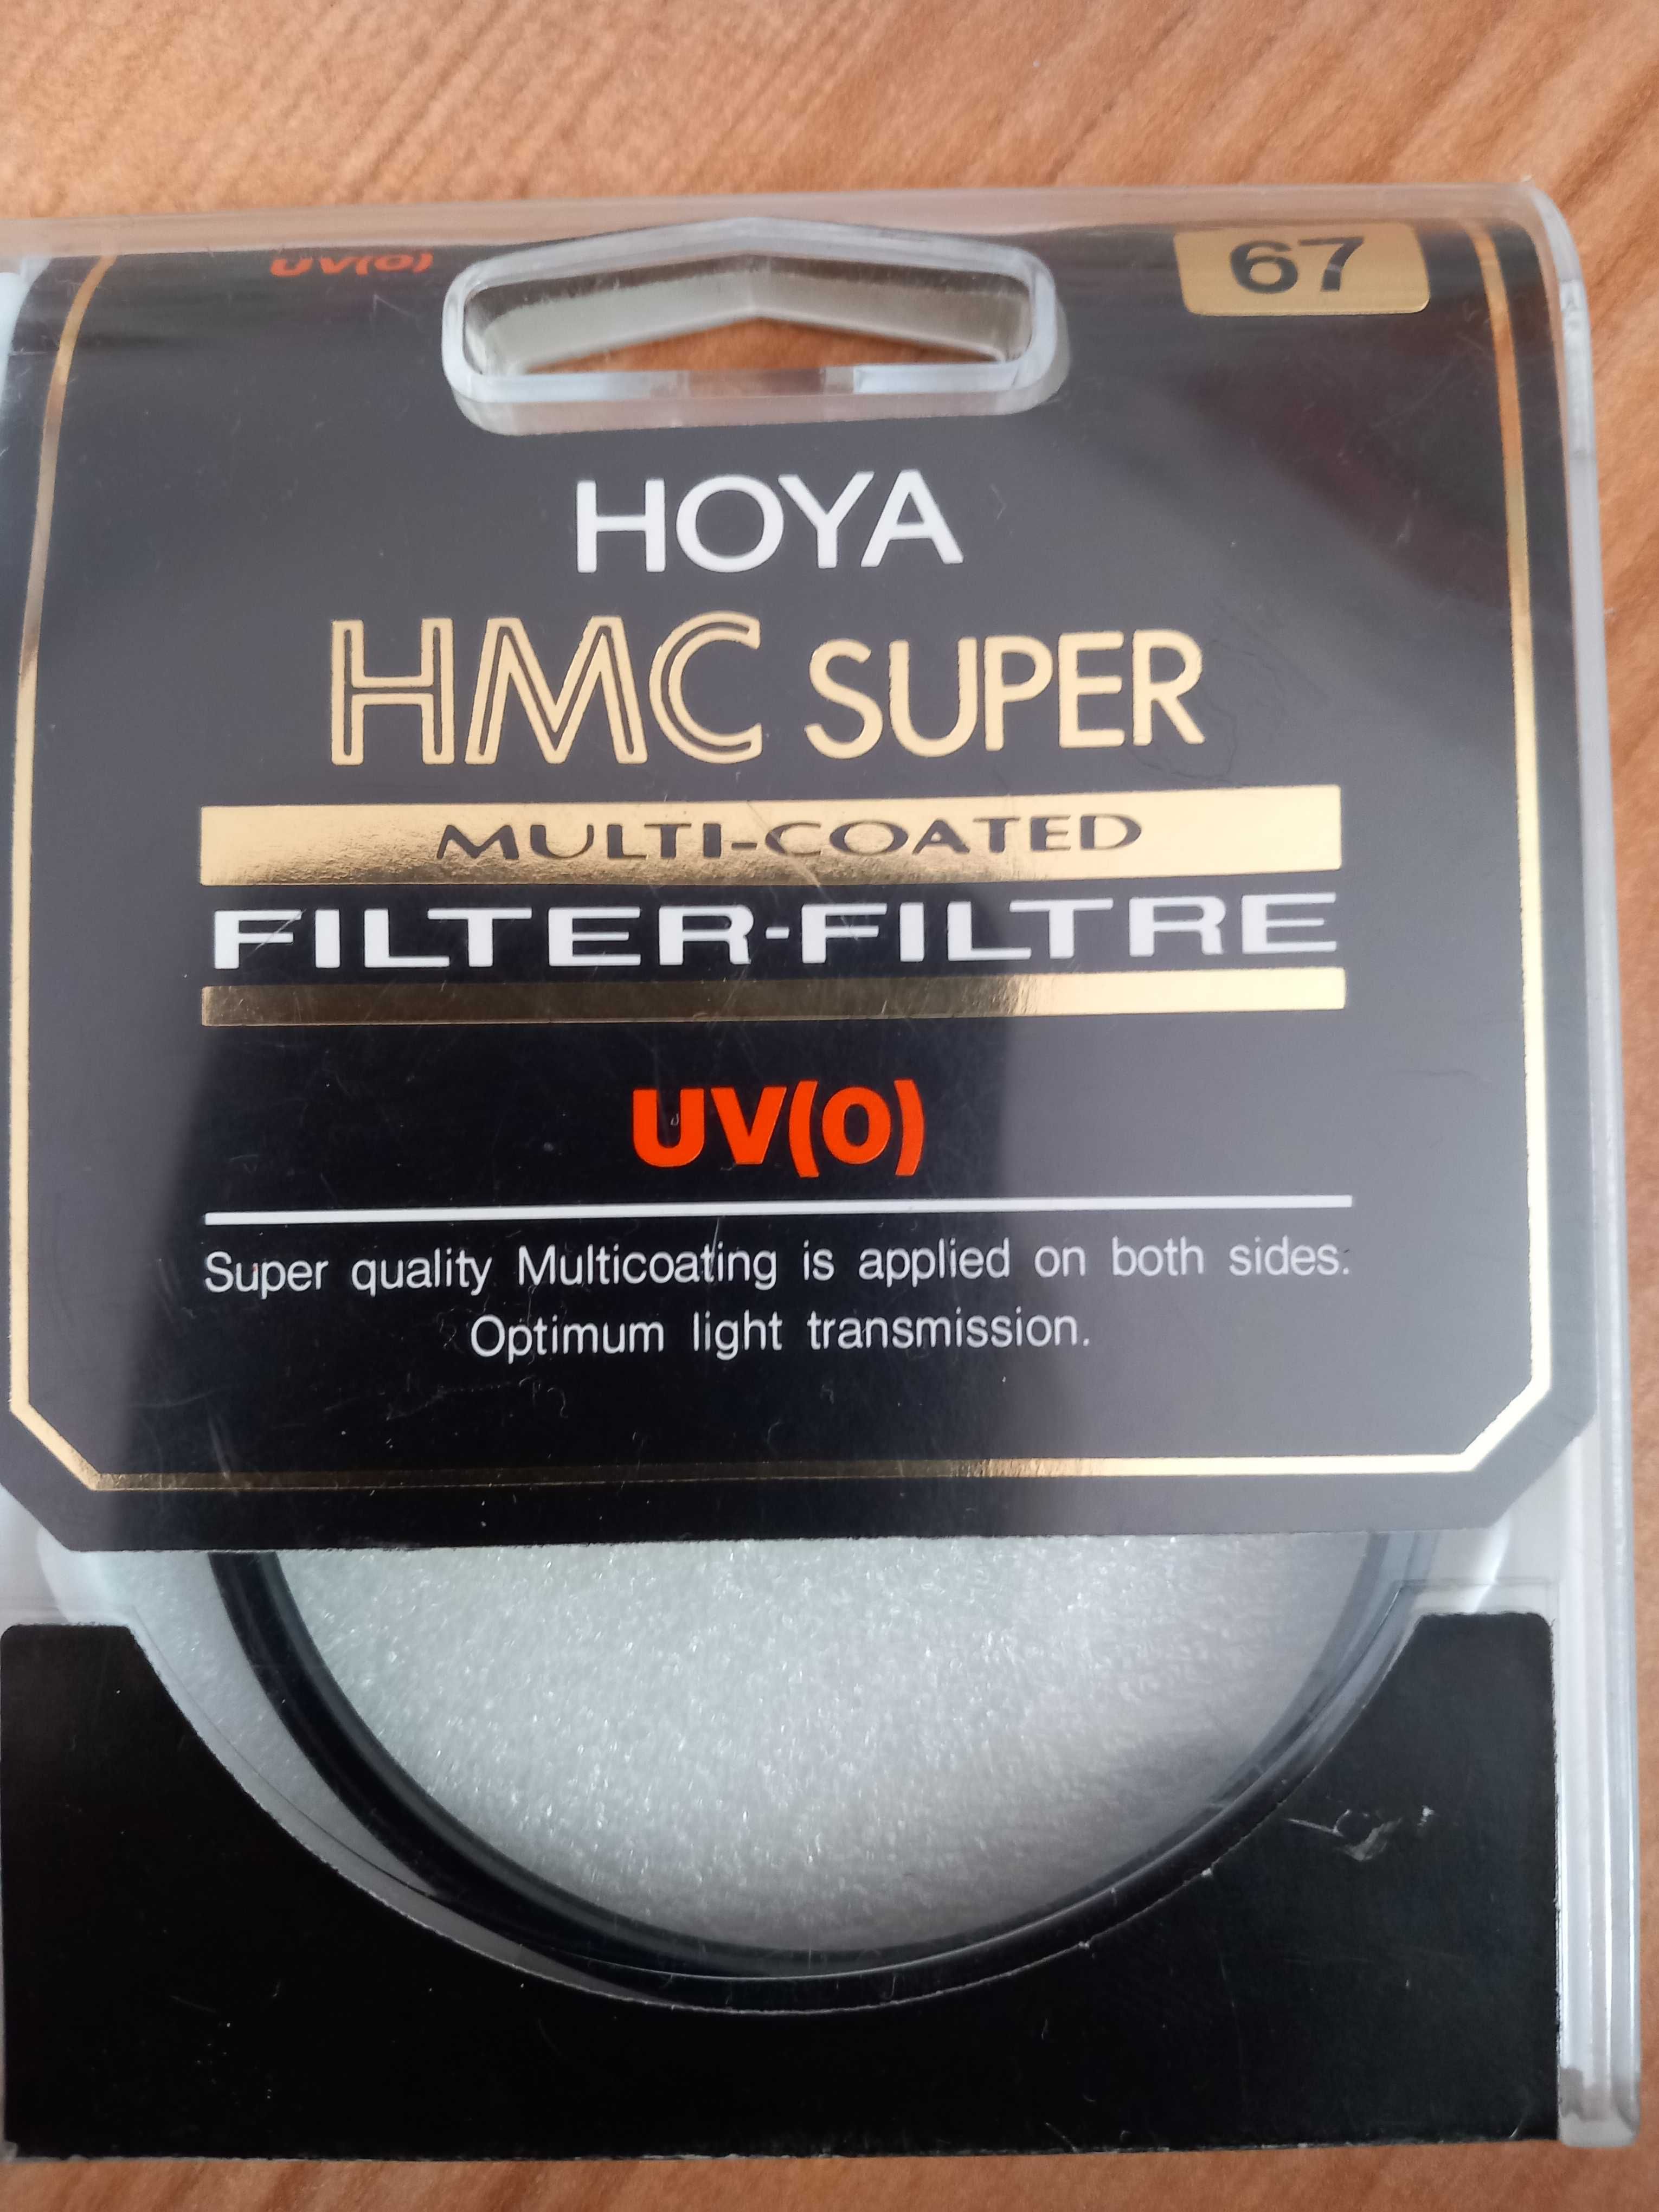 UV(0)
67
HOYA
HMC SUPER
MULTI-COATED
FILTER-FILTRE
UV(0)
Super quality Multicoating is applied on both sides.
Optimum light transmission.